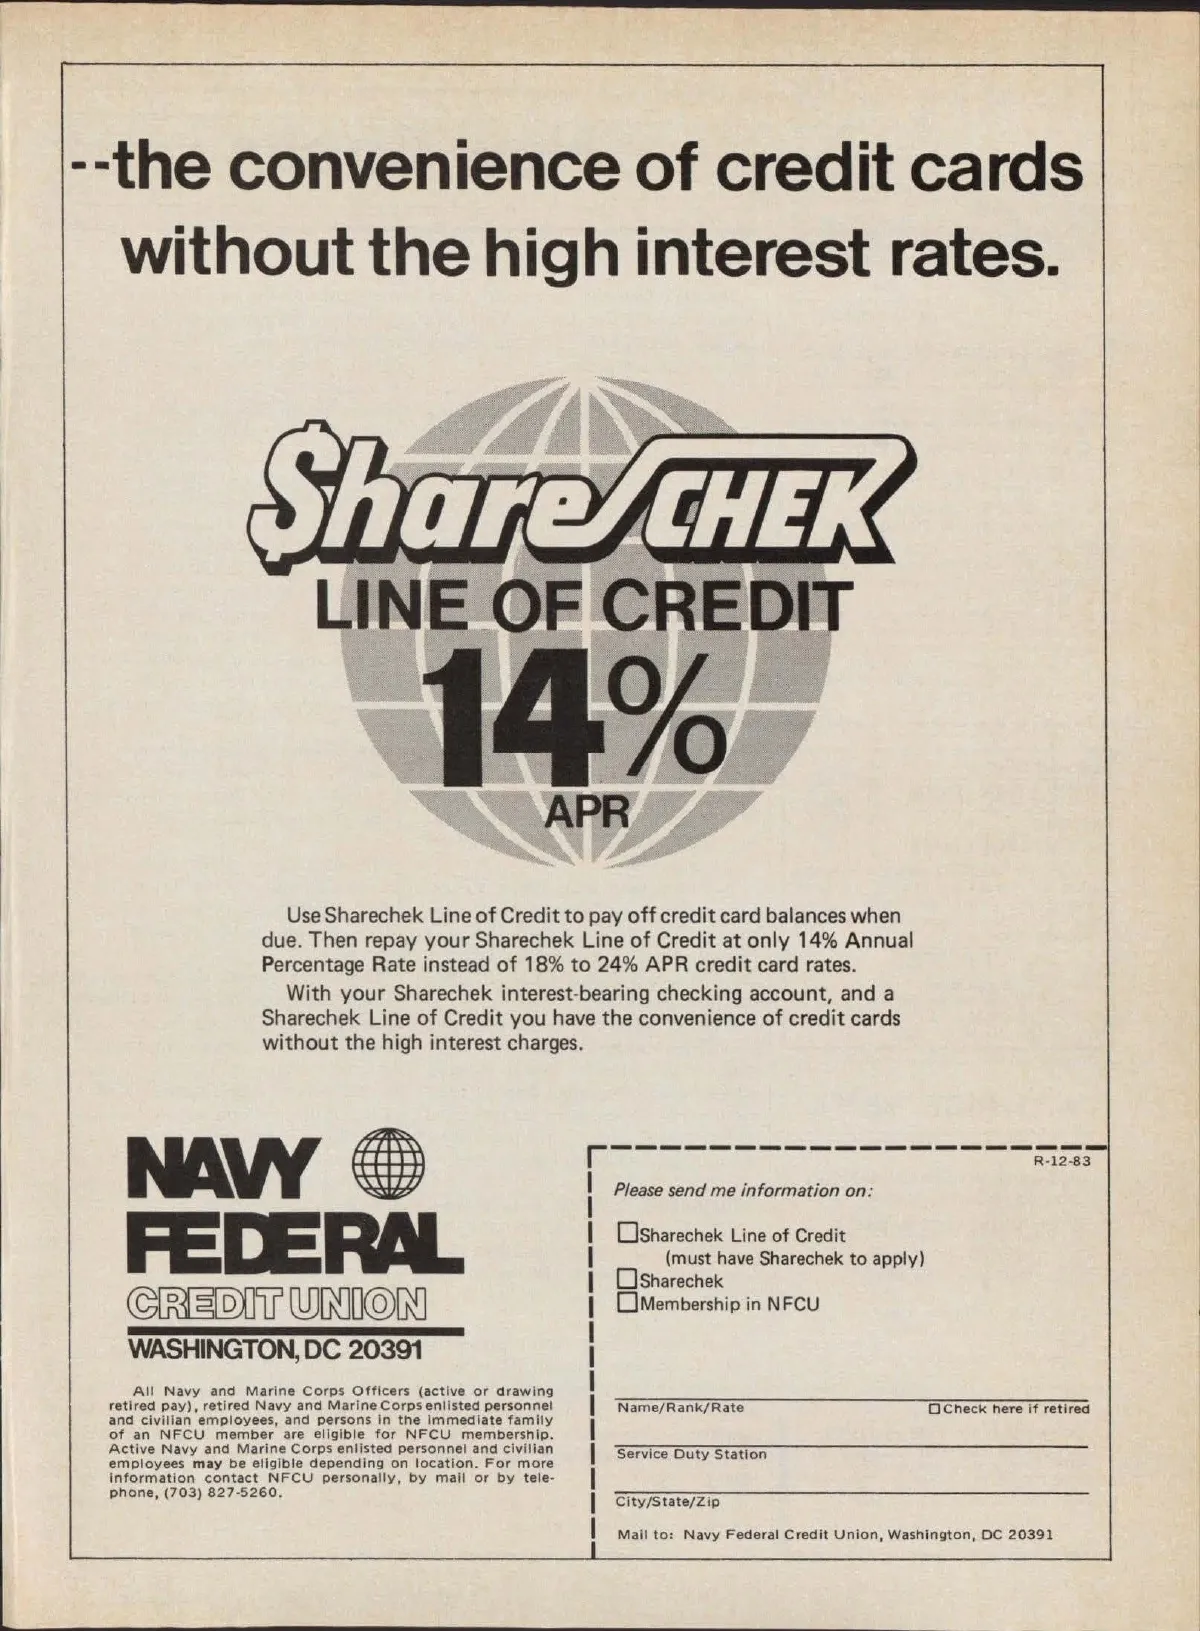 --the convenience of credit cards
without the high interest rates.
$hare CHEK
LINE OF CREDIT
14%
APR
Use Sharechek Line of Credit to pay off credit card balances when
due. Then repay your Sharechek Line of Credit at only 14% Annual
Percentage Rate instead of 18% to 24% APR credit card rates.
With your Sharechek interest-bearing checking account, and a
Sharechek Line of Credit you have the convenience of credit cards
without the high interest charges.
NAVY
FEDERAL
CREDIT UNION
WASHINGTON, DC 20391
All Navy and Marine Corps Officers (active or drawing
retired pay), retired Navy and Marine Corps enlisted personnel
and civilian employees, and persons in the immediate family
of an NFCU member are eligible for NFCU membership.
Active Navy and Marine Corps enlisted personnel and civilian
employees may be eligible depending on location. For more
information contact NFCU personally, by mail or by tele-
phone, (703) 827-5260.
R-12-83
Please send me information on:
Sharechek Line of Credit
(must have Sharechek to apply)
Sharechek
Membership in NFCU
Name/Rank/Rate
Check here if retired
Service Duty Station
City/State/Zip
Mail to: Navy Federal Credit Union, Washington, DC 20391